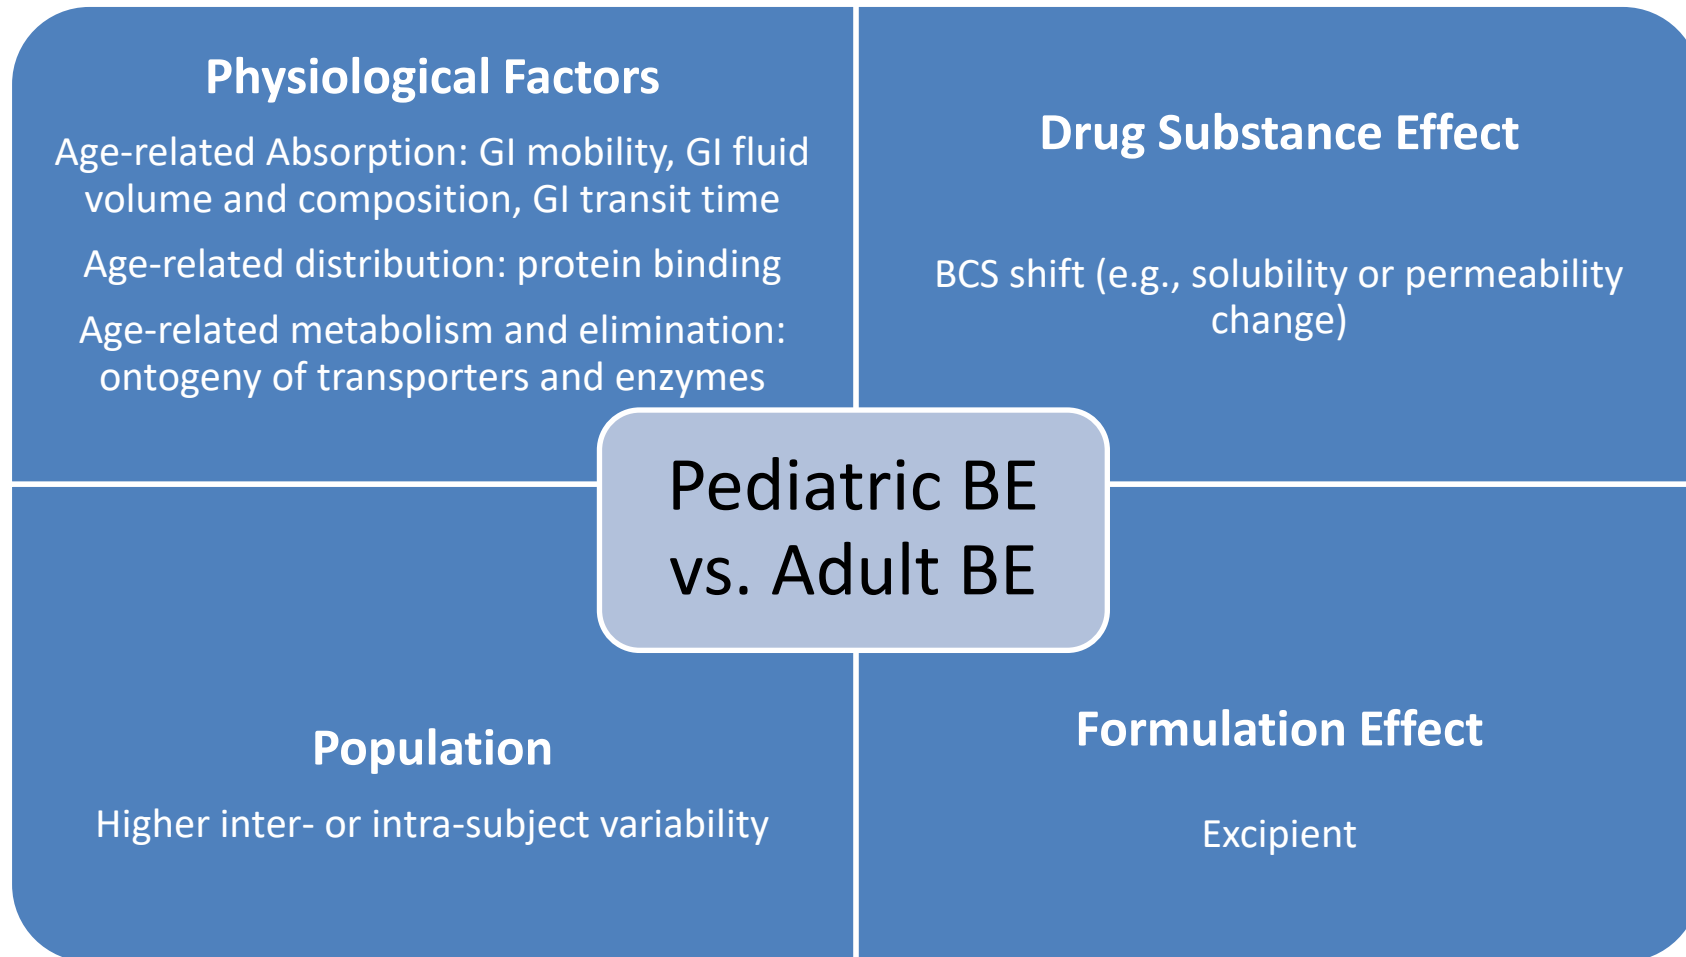 Physiological Factors
Age-related Absorption: GI mobility, GI fluid
volume and composition, GI transit time
Age-related distribution: protein binding
Age-related metabolism and elimination:
ontogeny of transporters and enzymes
Drug Substance Effect
BCS shift (e.g., solubility or permeability
change)
Pediatric BE
vs. Adult BE
Population
Higher inter- or intra-subject variability
Formulation Effect
Excipient